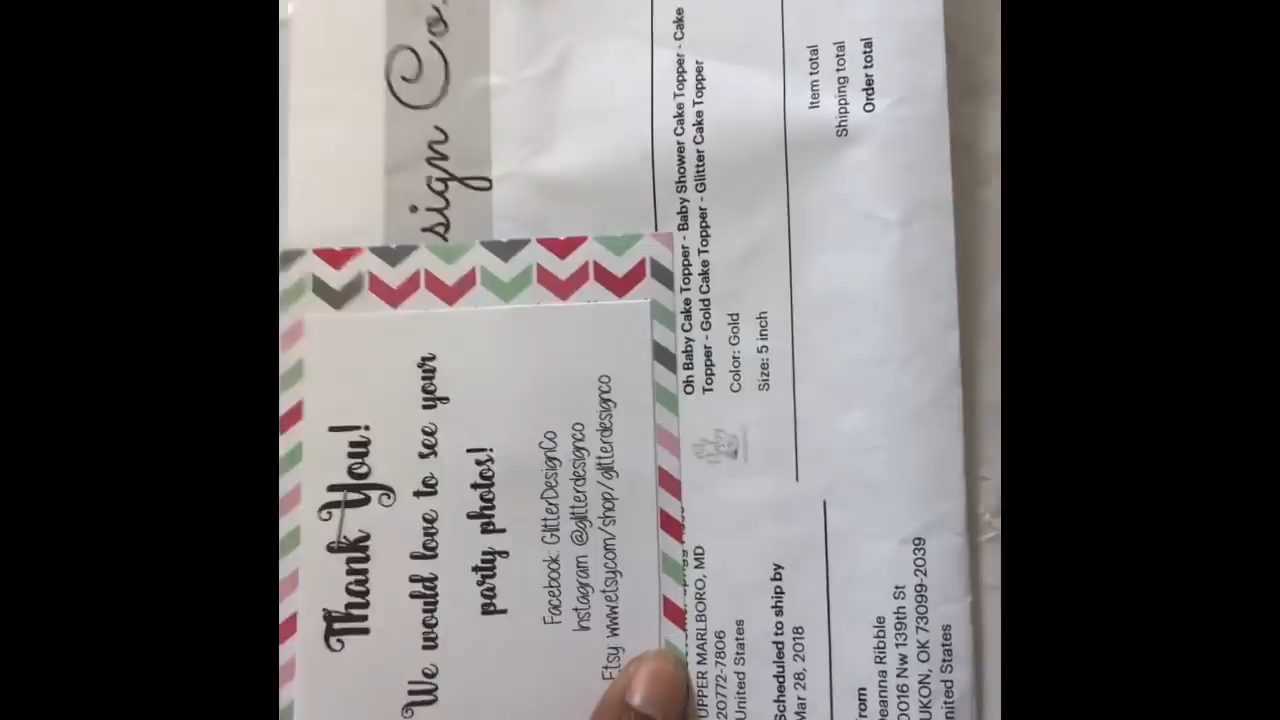 sign Co.
Thank You!
We would love to see your
party photos!
Facebook: GlitterDesignCo
Instagram @glitterdesignco
Etsy www.etsy.com/shop/glitterdesignco
Oh Baby Cake Topper - Baby Shower Cake Topper - Cake
Topper - Gold Cake Topper - Glitter Cake Topper
Color: Gold
Size: 5 inch
Item total
Shipping total
Order total
UPPER MARLBORO, MD
20772-7806
United States
Scheduled to ship by
Mar 28, 2018
rom
eanna Ribble
0016 Nw 139th St
UKON, OK 73099-2039
nited States